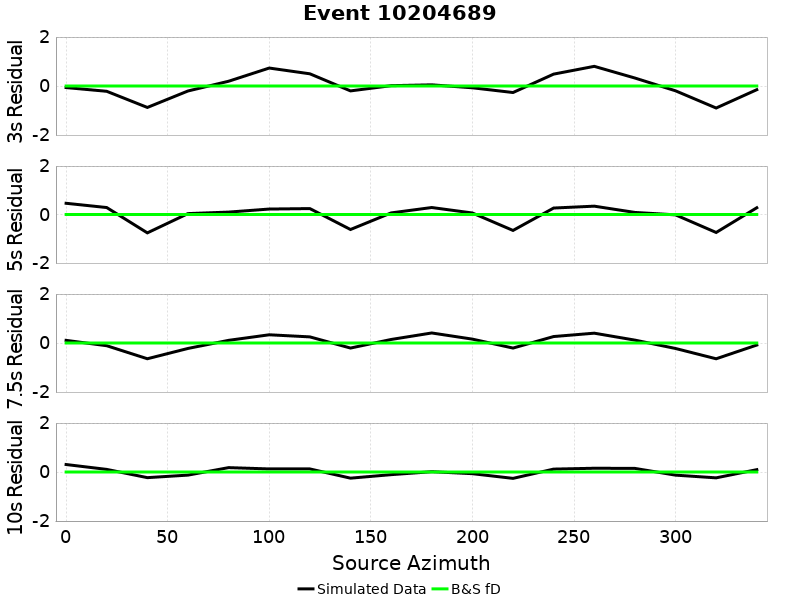 Event 10204689
3s Residual
2
0
-2
5s Residual
2
0
-2
7.5s Residual
2
0
-2
10s Residual
2
0
-2
0 50 100 150 200 250 300
Source Azimuth
Simulated Data B&S fD